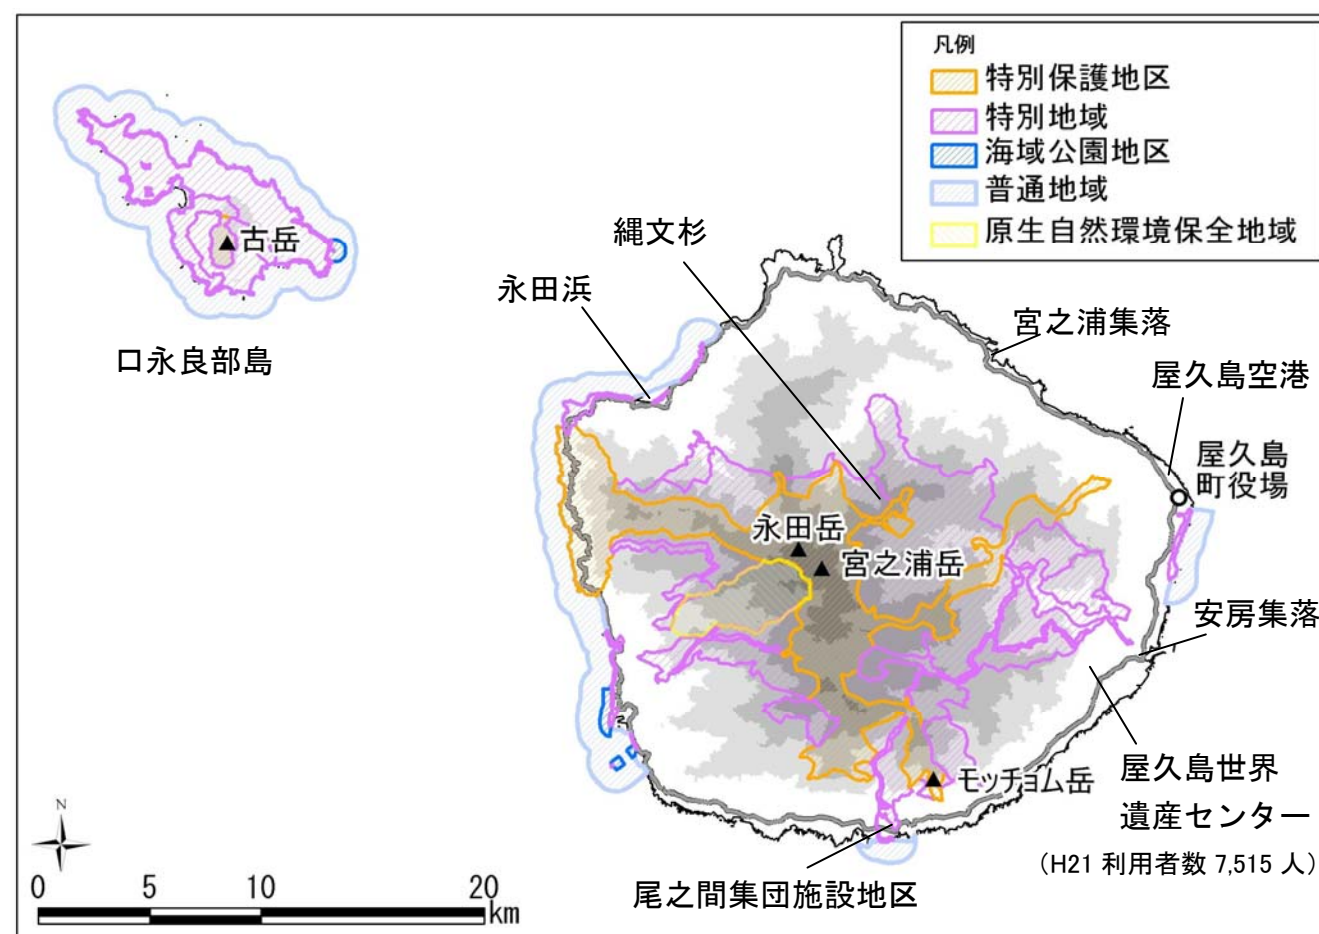 凡例
特別保護地区
特別地域
海域公園地区
普通地域
原生自然環境保全地域
古岳
口永良部島
縄文杉
永田浜
宮之浦集落
屋久島空港
屋久島
町役場
永田岳
宮之浦岳
安房集落
モッチョム岳
屋久島世界
遺産センター
(H21 利用者数 7,515 人)
尾之間集団施設地区
N
0 5 10 20
km